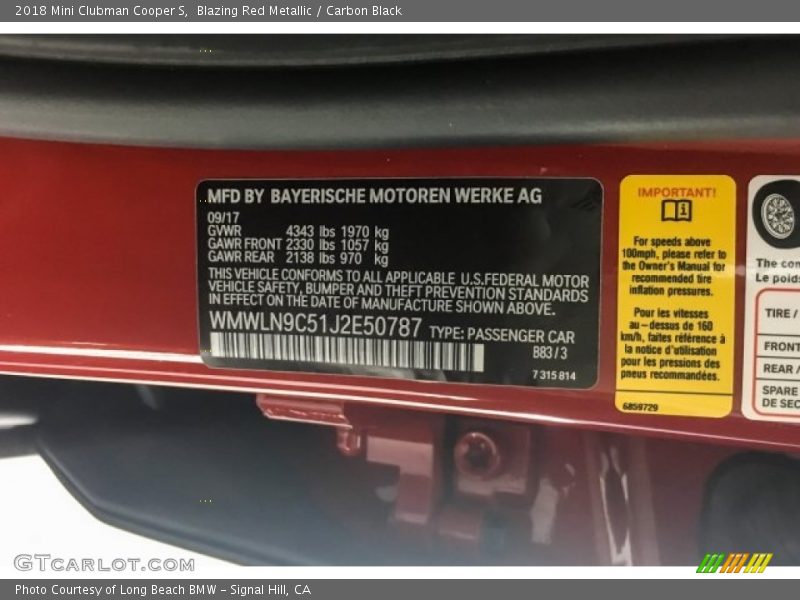 2018 Mini Clubman Cooper S,  Blazing Red Metallic / Carbon Black
MFD BY BAYERISCHE MOTOREN WERKE AG
09/17
GVWR 4343 lbs 1970 kg
GAWR FRONT 2330 lbs 1057 kg
GAWR REAR 2138 lbs 970 kg
THIS VEHICLE CONFORMS TO ALL APPLICABLE U.S.FEDERAL MOTOR
VEHICLE SAFETY, BUMPER AND THEFT PREVENTION STANDARDS
IN EFFECT ON THE DATE OF MANUFACTURE SHOWN ABOVE.
WMWLN9C51J2E50787 TYPE: PASSENGER CAR
B83/3
7 315 814
IMPORTANT!
For speeds above
100mph, please refer to
the Owner's Manual for
recommended tire
inflation pressures.
Pour les vitesses
au-dessus de 160
km/h, faites référence à
la notice d'utilisation
pour les pressions des
pneus recommandées.
6859729
The com
Le poids
TIRE /
FRONT
REAR /
SPARE
DE SEC
GTCARLOT.COM
Photo Courtesy of Long Beach BMW - Signal Hill, CA